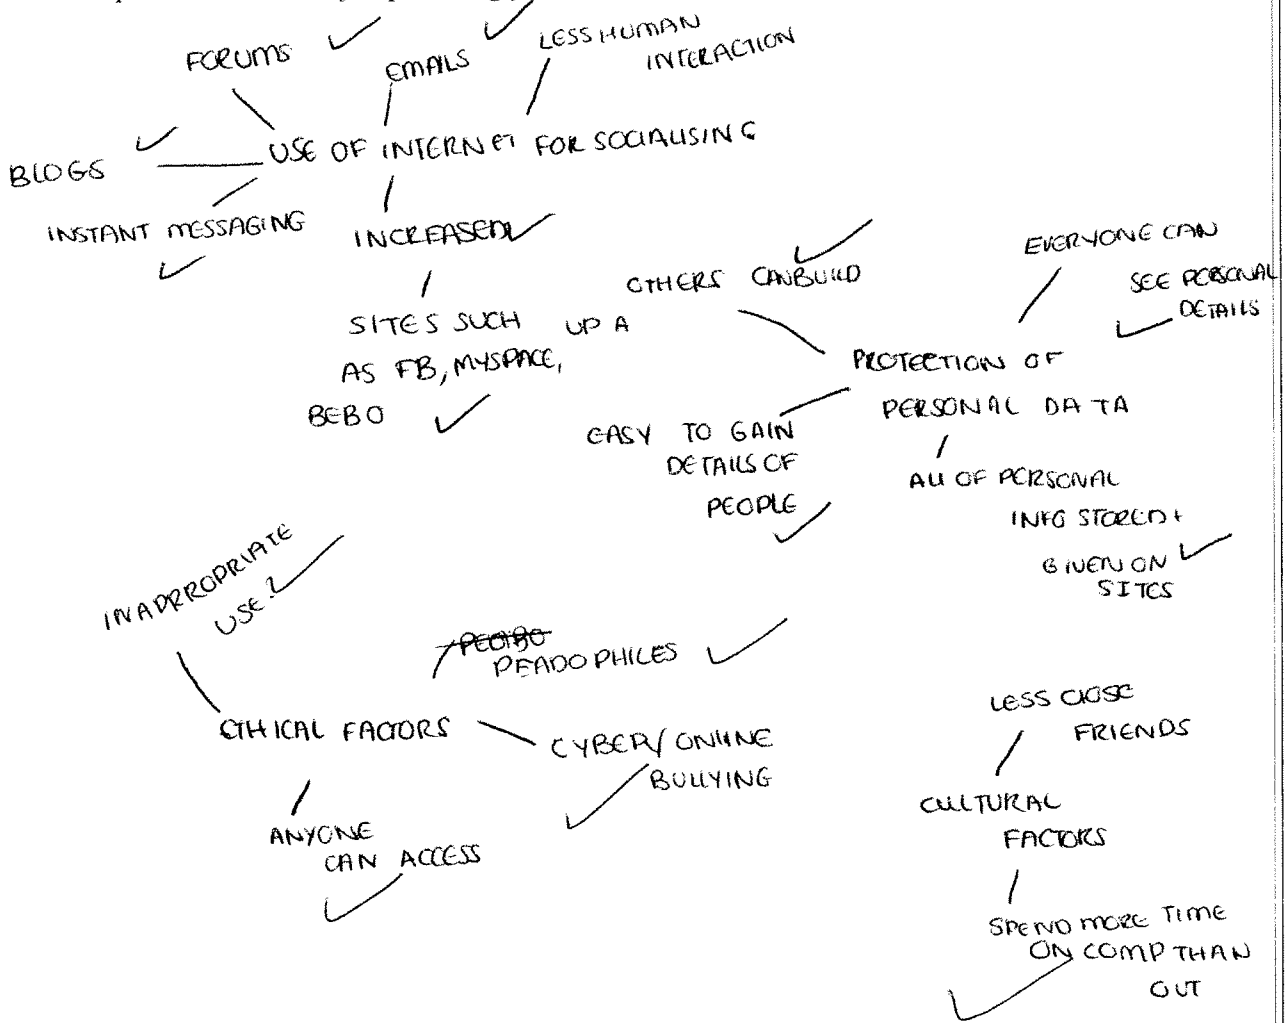 FORUMS
EMAILS
LESS HUMAN
INTERACTION
BLOGS
USE OF INTERNET FOR SOCIALISING
INSTANT MESSAGING
INCREASED
SITES SUCH
AS FB, MYSPACE,
BEBO
OTHERS CAN BUILD
UP A
EVERYONE CAN
SEE PERSONAL
DETAILS
PROTECTION OF
PERSONAL DATA
EASY TO GAIN
DETAILS OF
PEOPLE
ALL OF PERSONAL
INFO STORED +
GIVEN ON
SITES
INAPPROPRIATE
USE?
PEADOPHILES
ETHICAL FACTORS
CYBER/ONLINE
BULLYING
ANYONE
CAN ACCESS
LESS CLOSE
FRIENDS
CULTURAL
FACTORS
SPEND MORE TIME
ON COMP THAN
OUT